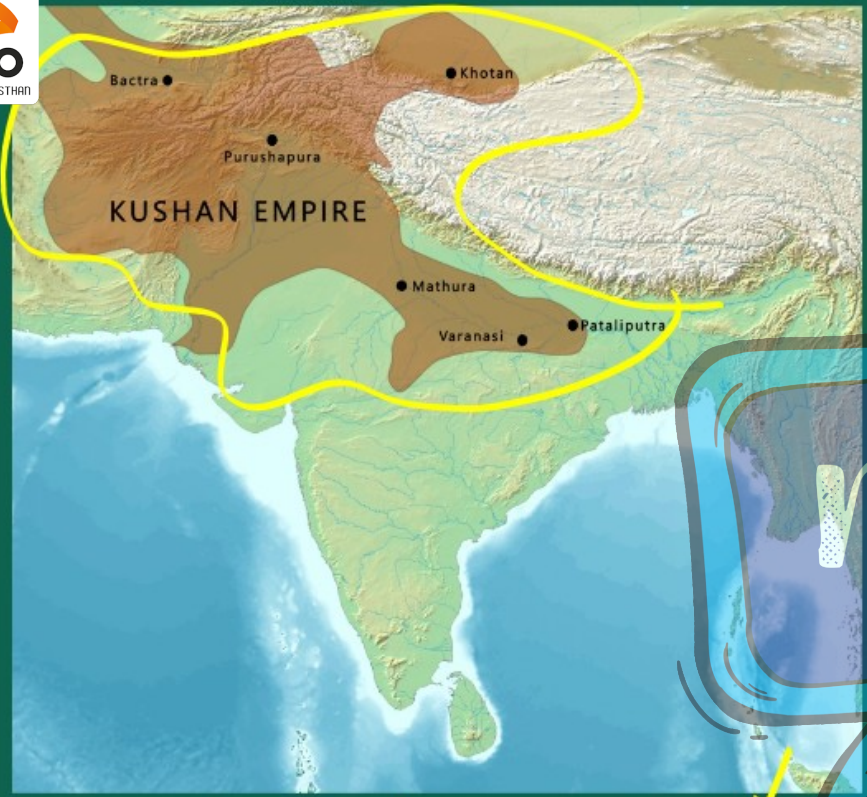 STHAN
Bactra
Khotan
Purushapura
KUSHAN EMPIRE
Mathura
Varanasi
Pataliputra